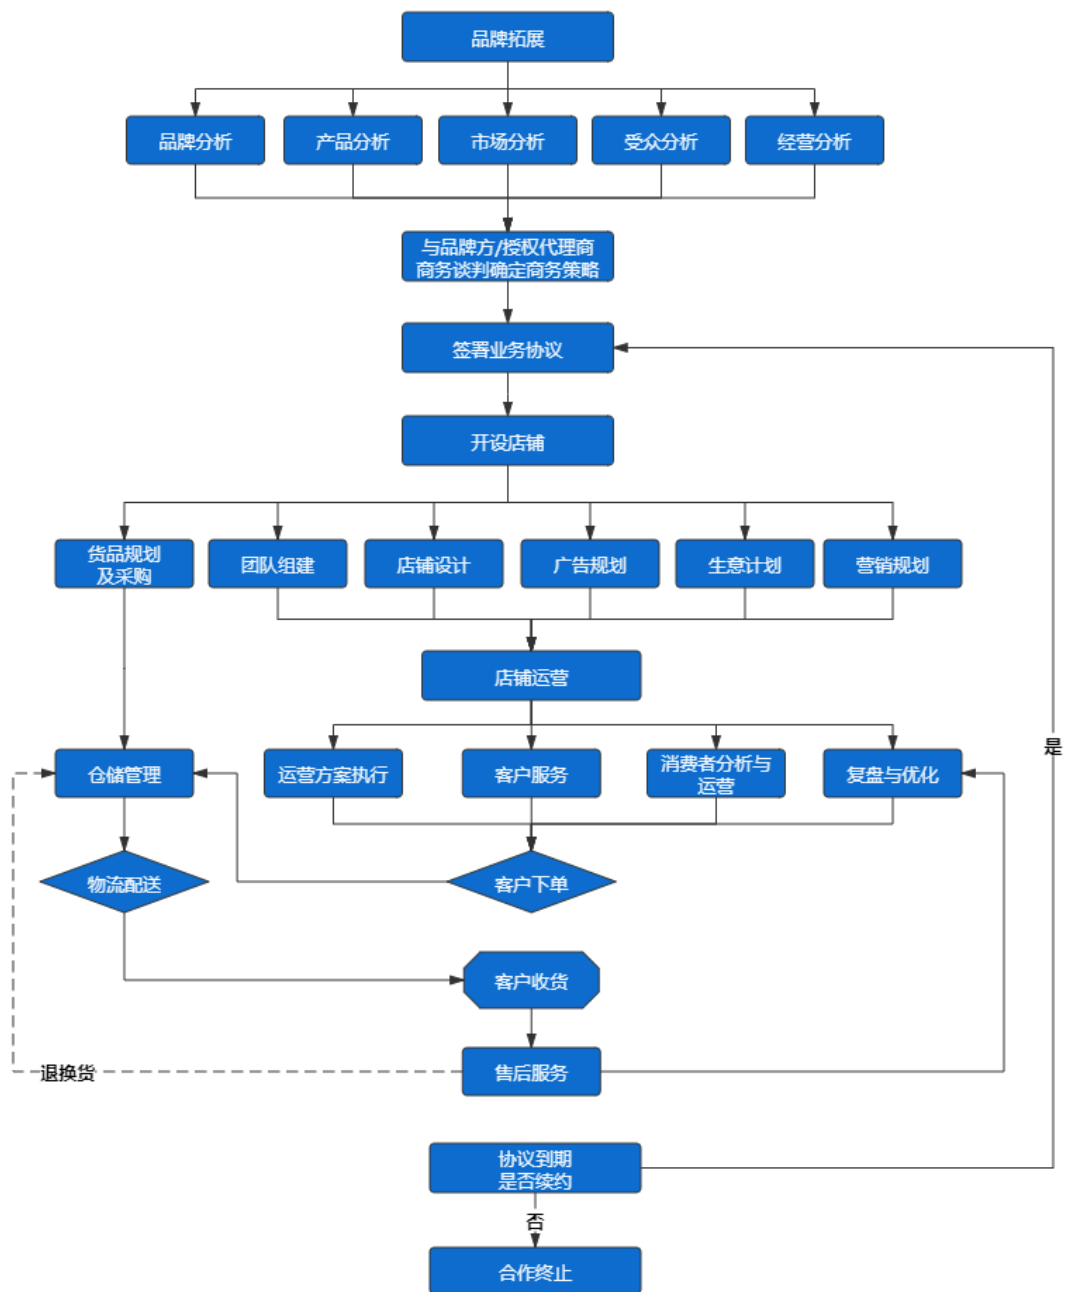 品牌拓展
品牌分析
产品分析
市场分析
受众分析
经营分析
与品牌方/授权代理商
商务谈判确定商务策略
签署业务协议
开设店铺
货品规划
及采购
团队组建
店铺设计
广告规划
生意计划
营销规划
店铺运营
是
仓储管理
运营方案执行
客户服务
消费者分析与
运营
复盘与优化
物流配送
客户下单
客户收货
退换货
售后服务
协议到期
是否续约
否
合作终止